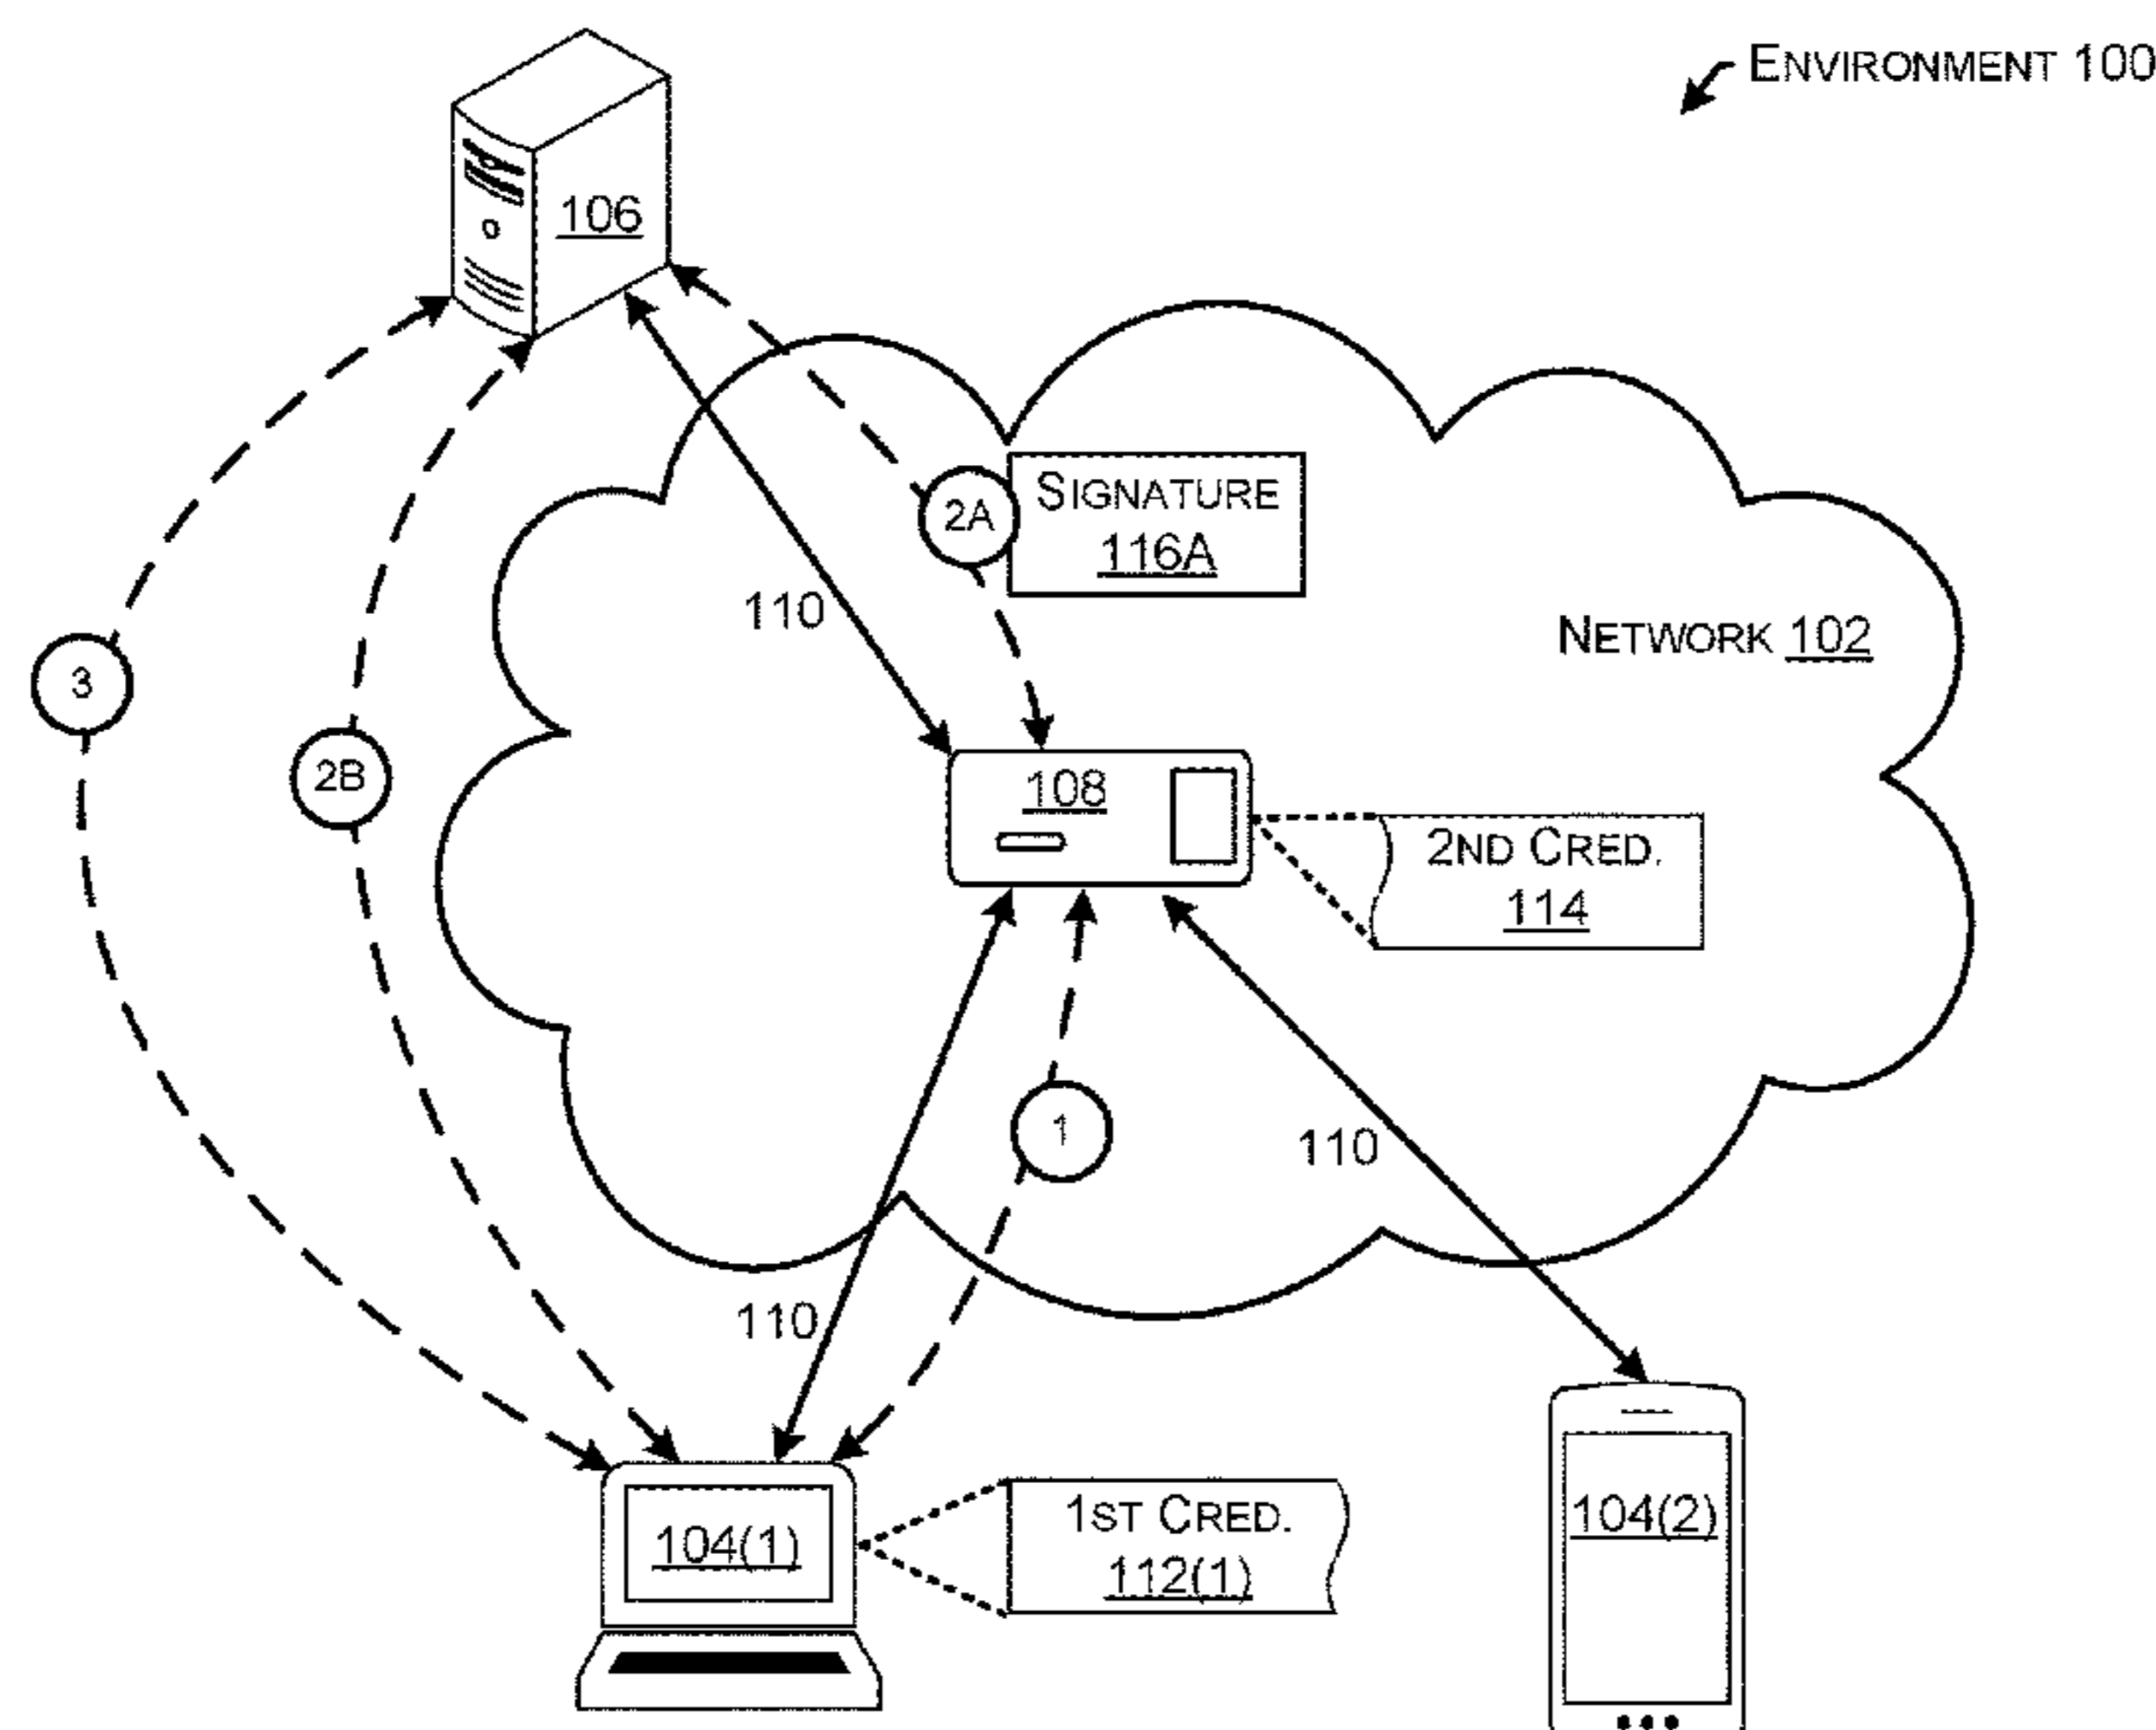 ENVIRONMENT 100
106
2A
SIGNATURE
116A
110
NETWORK 102
3
2B
108
2ND CRED.
114
1
110
110
104(1)
1ST CRED.
112(1)
104(2)